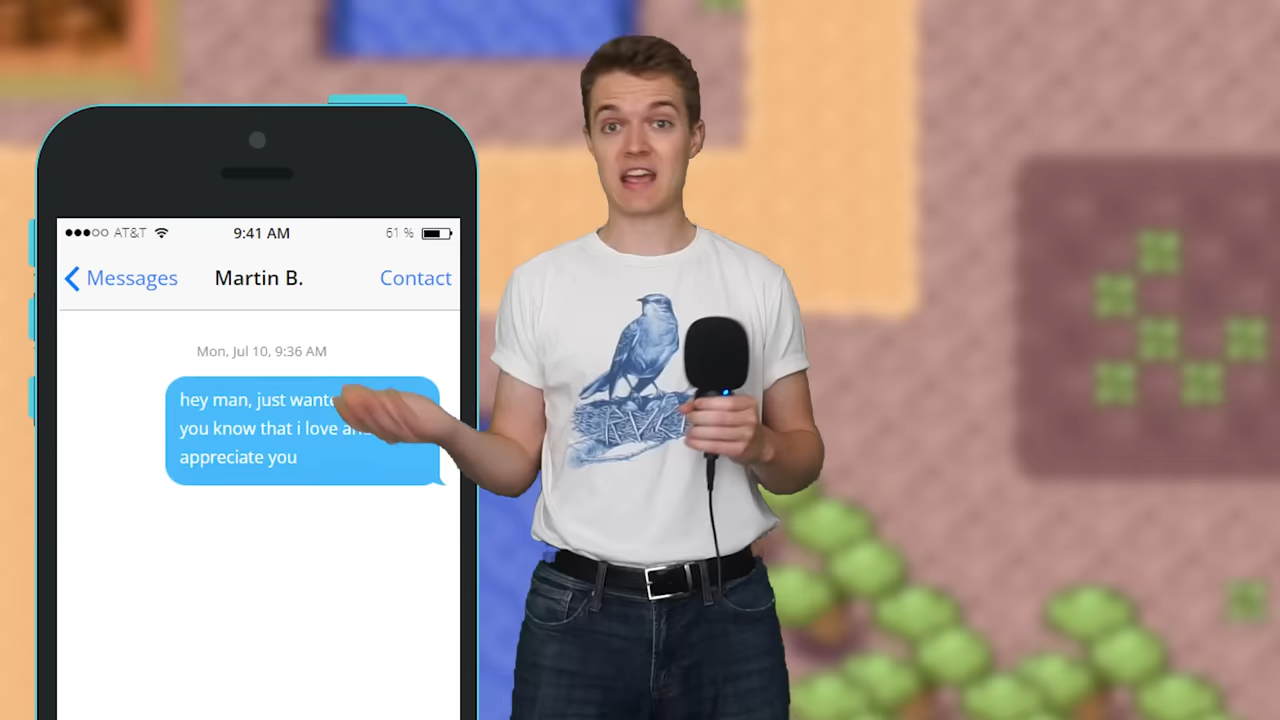 AT&T 9:41 AM 61 %
Messages Martin B. Contact
Mon, Jul 10, 9:36 AM
hey man, just
you know that i love
appreciate you
RVK